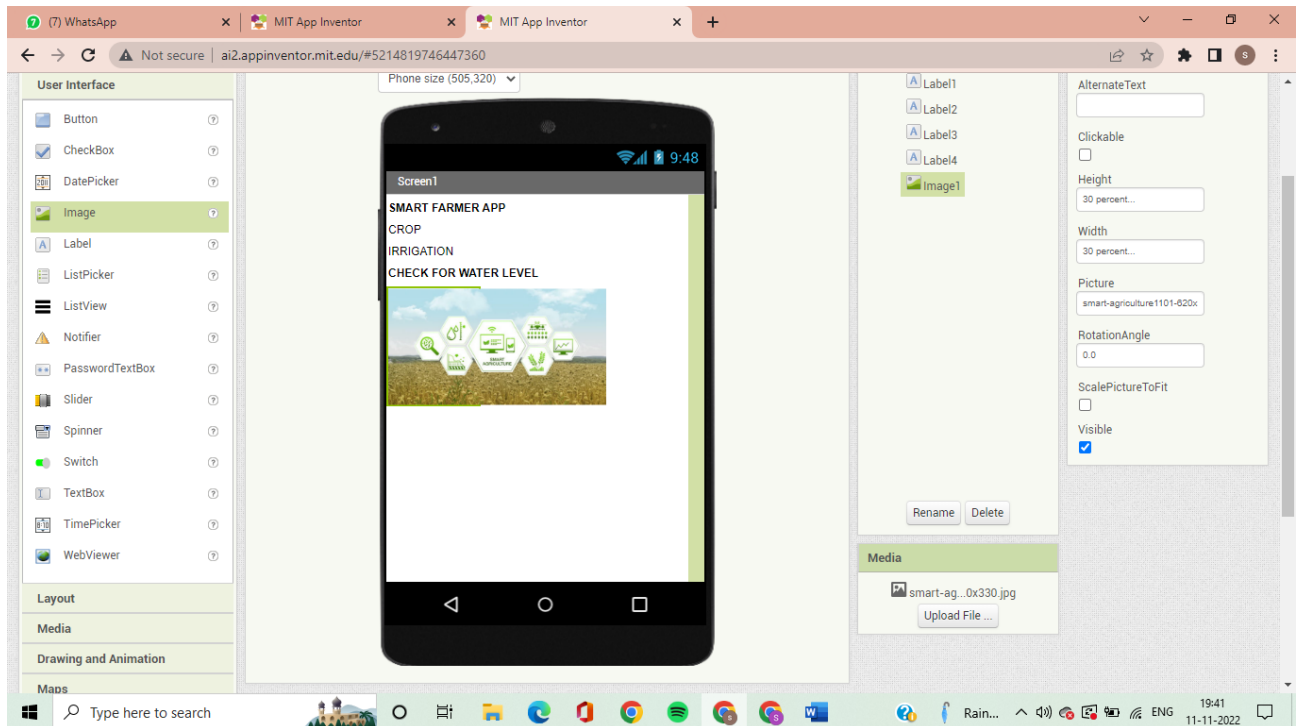 (7) WhatsApp
MIT App Inventor
MIT App Inventor
Not secure | ai2.appinventor.mit.edu/#5214819746447360
S
User Interface
Button
CheckBox
DatePicker
Image
Label
ListPicker
ListView
Notifier
PasswordTextBox
Slider
Spinner
Switch
TextBox
TimePicker
WebViewer
Layout
Media
Drawing and Animation
Maps
Phone size (505,320)
9:48
Screen1
SMART FARMER APP
CROP
IRRIGATION
CHECK FOR WATER LEVEL
SMART
AGRICULTURE
Label1
Label2
Label3
Label4
Image1
Rename Delete
Media
smart-ag...0x330.jpg
Upload File ...
AlternateText
Clickable
Height
30 percent...
Width
30 percent...
Picture
smart-agriculture1101-620x
RotationAngle
0.0
ScalePictureToFit
Visible
Type here to search
Rain...
ENG
19:41
11-11-2022